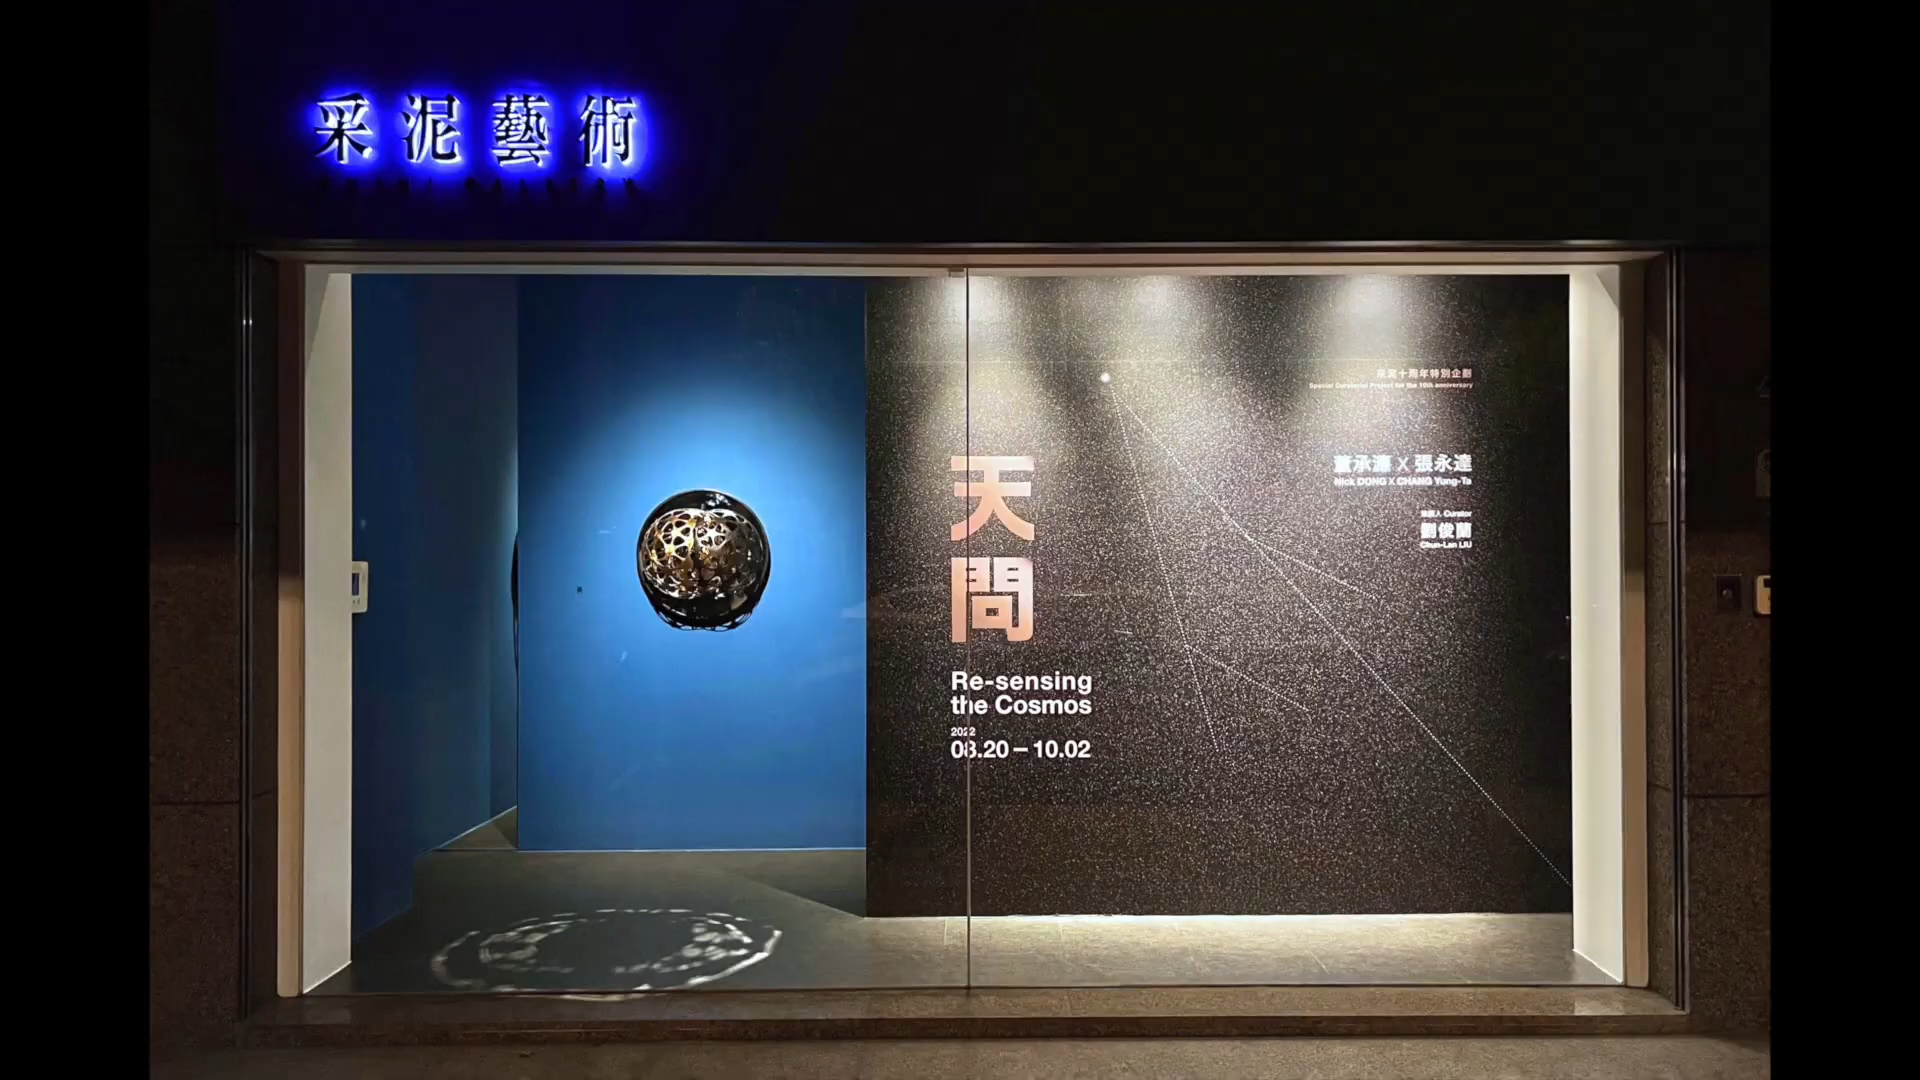 采泥藝術
采泥十周年特別企劃
Special Curatorial Project for the 10th anniversary
董承濂 X 張永達
Nick DONG X CHANG Yung-Ta
策展人 Curator
劉俊蘭
Chun-Lan LIU
天
問
Re-sensing
the Cosmos
2022
08.20 – 10.02